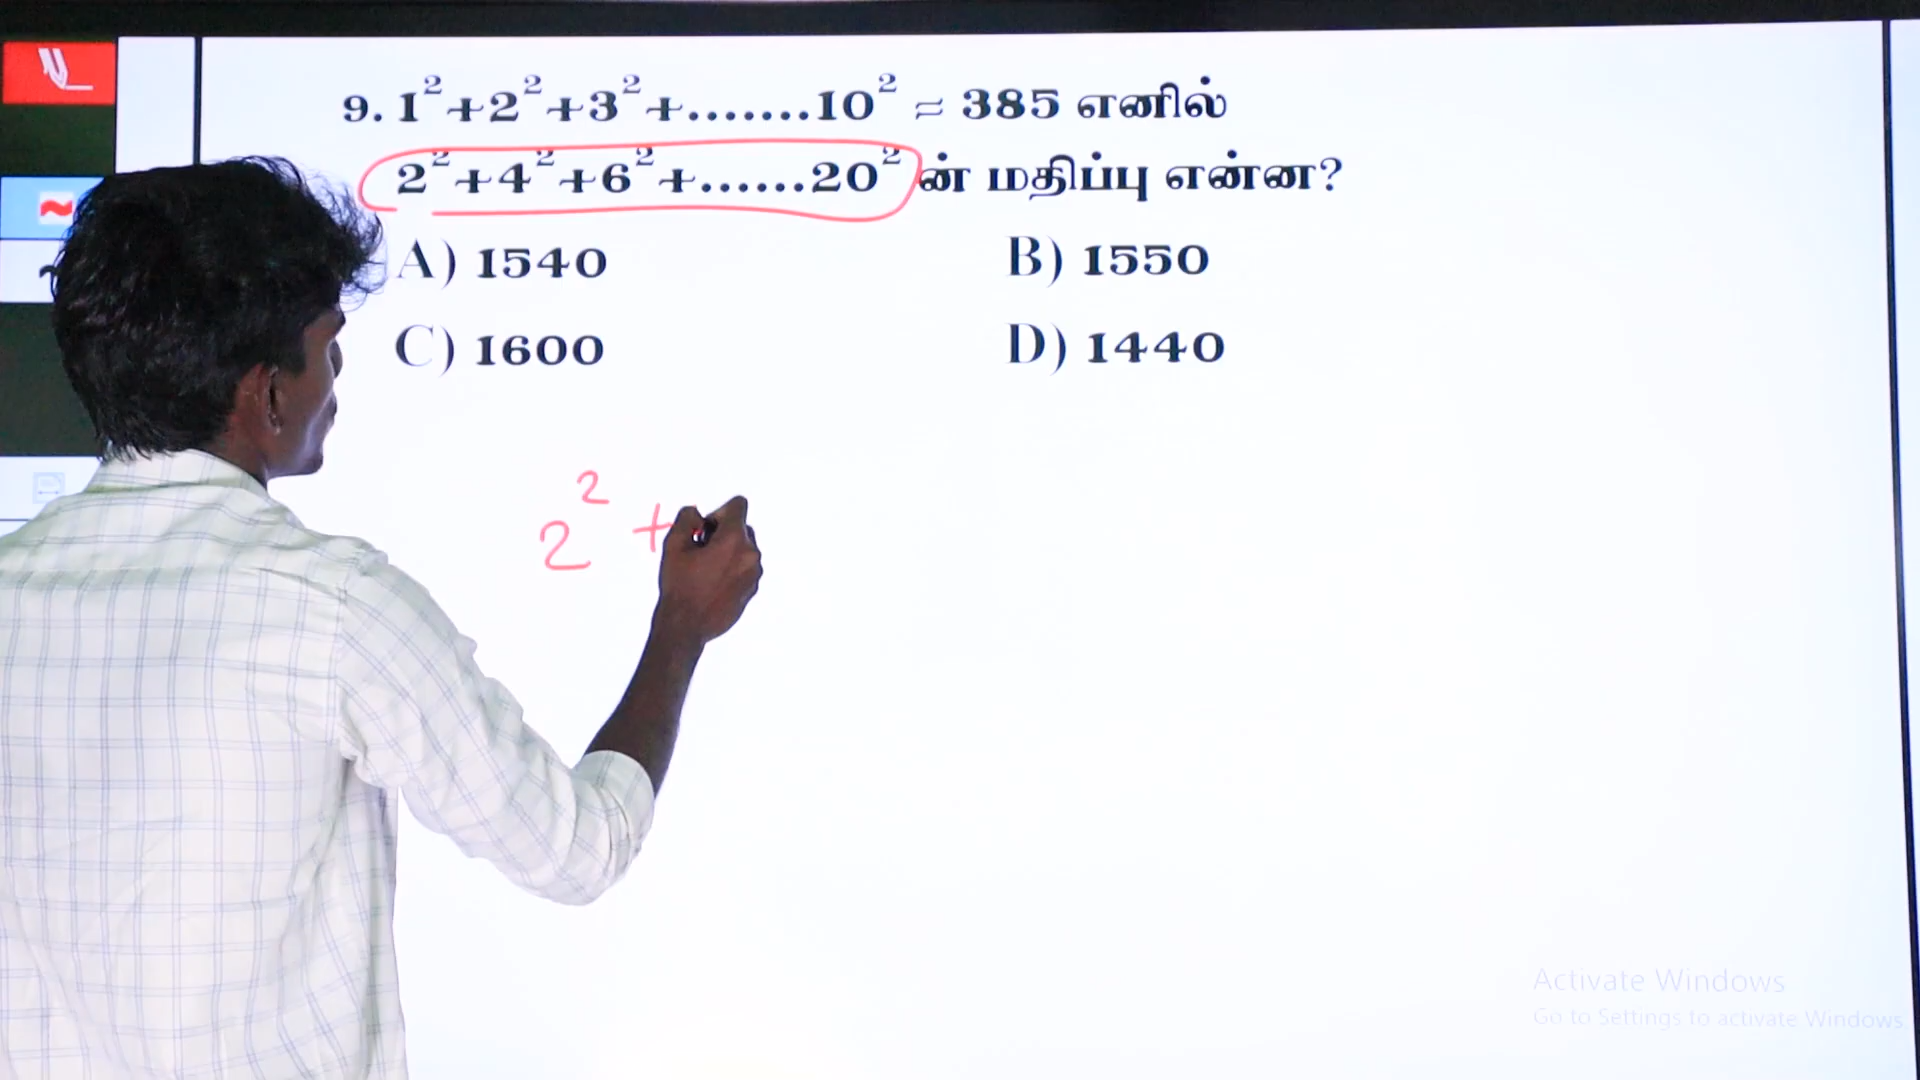 9. 1²+2²+3²+.......10² = 385 எனில்
2²+4²+6²+......20² ன் மதிப்பு என்ன?
A) 1540 B) 1550
C) 1600 D) 1440
2² +
Activate Windows
Go to Settings to activate Windows.